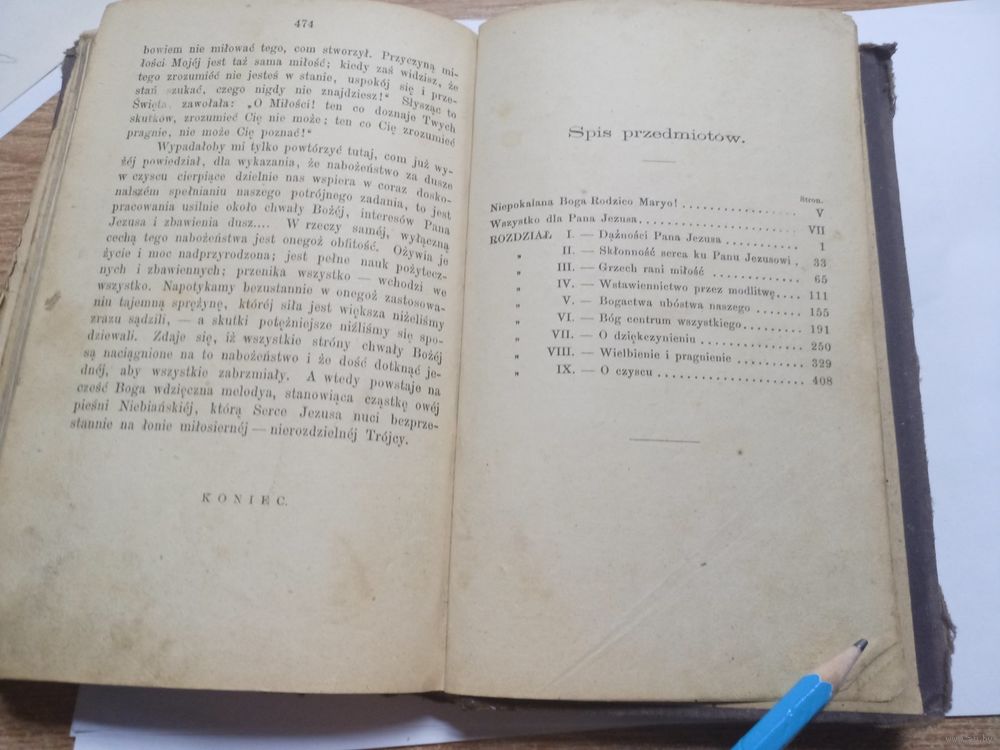 474
bowiem nie miłować tego, com stworzył. Przyczyną mi-
łości Mojéj jest taż sama miłość; kiedy zaś widzisz, że
tego zrozumiéć nie jesteś w stanie, uspokój się i prze-
stań szukać, czego nigdy nie znajdziesz!“ Słysząc to
Święta, zawołała: „O Miłości! ten co doznaje Twych
skutków, zrozumieć Cię nie może; ten co Cię zrozumieć
pragnie, nie może Cię poznać!“
Wypadałoby mi tylko powtórzyć tutaj, com już wy-
żéj powiedział, dla wykazania, że nabożeństwo za dusze
w czyscu cierpiące dzielnie nas wspiera w coraz dosko-
nalszém spełnianiu naszego potrójnego zadania, to jest
pracowania usilnie około chwały Bożéj, interesów Pana
Jezusa i zbawienia dusz.... W rzeczy saméj, wyłączną
cechą tego nabożeństwa jest onegoż obfitość. Ożywia je
życie i moc nadprzyrodzona; jest pełne nauk pożytecz-
nych i zbawiennych; przenika wszystko — wchodzi we
wszystko. Napotykamy bezustannie w onegoż zastosowa-
niu tajemną sprężynę, któréj siła jest większa niżeliśmy
zrazu sądzili, — a skutki potężniejsze niźliśmy się spo-
dziewali. Zdaje się, iż wszystkie stróny chwały Bożéj
są naciągnione na to nabożeństwo i że dość dotknąć je-
dnéj, aby wszystkie zabrzmiały. A wtedy powstaje na
cześć Boga wdzięczna melodya, stanowiąca cząstkę owéj
pieśni Niebiańskiéj, którą Serce Jezusa nuci bezprze-
stannie na łonie miłosiernéj — nierozdzielnéj Trójcy.
KONIEC.
Spis przedmiotów.
Stron.
Niepokalana Boga Rodzico Maryo! . . . . . . . . . . . . . . . . V
Wszystko dla Pana Jezusa. . . . . . . . . . . . . . . . . . . . . VII
ROZDZIAŁ I. — Dążności Pana Jezusa . . . . . . . . . . . 1
„ II. — Skłonność serca ku Panu Jezusowi . 33
„ III. — Grzech rani miłość . . . . . . . . . . . . . 65
„ IV. — Wstawiennictwo przez modlitwę. . . . 111
„ V. — Bogactwa ubóstwa naszego . . . . . . . 155
„ VI. — Bóg centrum wszystkiego. . . . . . . . . 191
„ VII. — O dziękczynieniu . . . . . . . . . . . . . . 250
„ VIII. — Wielbienie i pragnienie . . . . . . . . . . 329
„ IX. — O czyscu . . . . . . . . . . . . . . . . . . . . . 408